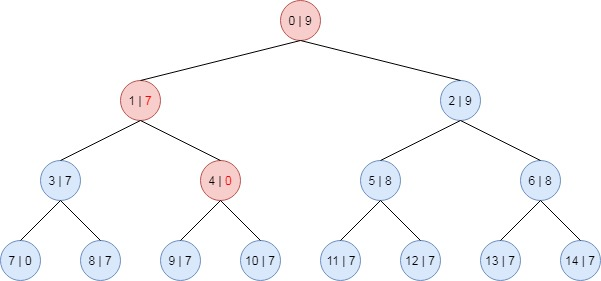 0 | 9
1 | 7
2 | 9
3 | 7
4 | 0
5 | 8
6 | 8
7 | 0
8 | 7
9 | 7
10 | 7
11 | 7
12 | 7
13 | 7
14 | 7